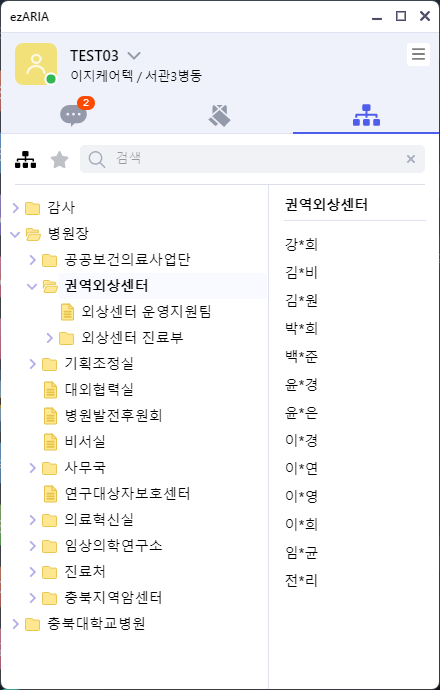 ezARIA
TEST03
이지케어텍 / 서관3병동
2
검색
감사
병원장
공공보건의료사업단
권역외상센터
외상센터 운영지원팀
외상센터 진료부
기획조정실
대외협력실
병원발전후원회
비서실
사무국
연구대상자보호센터
의료혁신실
임상의학연구소
진료처
충북지역암센터
충북대학교병원
권역외상센터
강*희
김*비
김*원
박*희
백*준
윤*경
윤*은
이*경
이*연
이*영
이*희
임*균
전*리